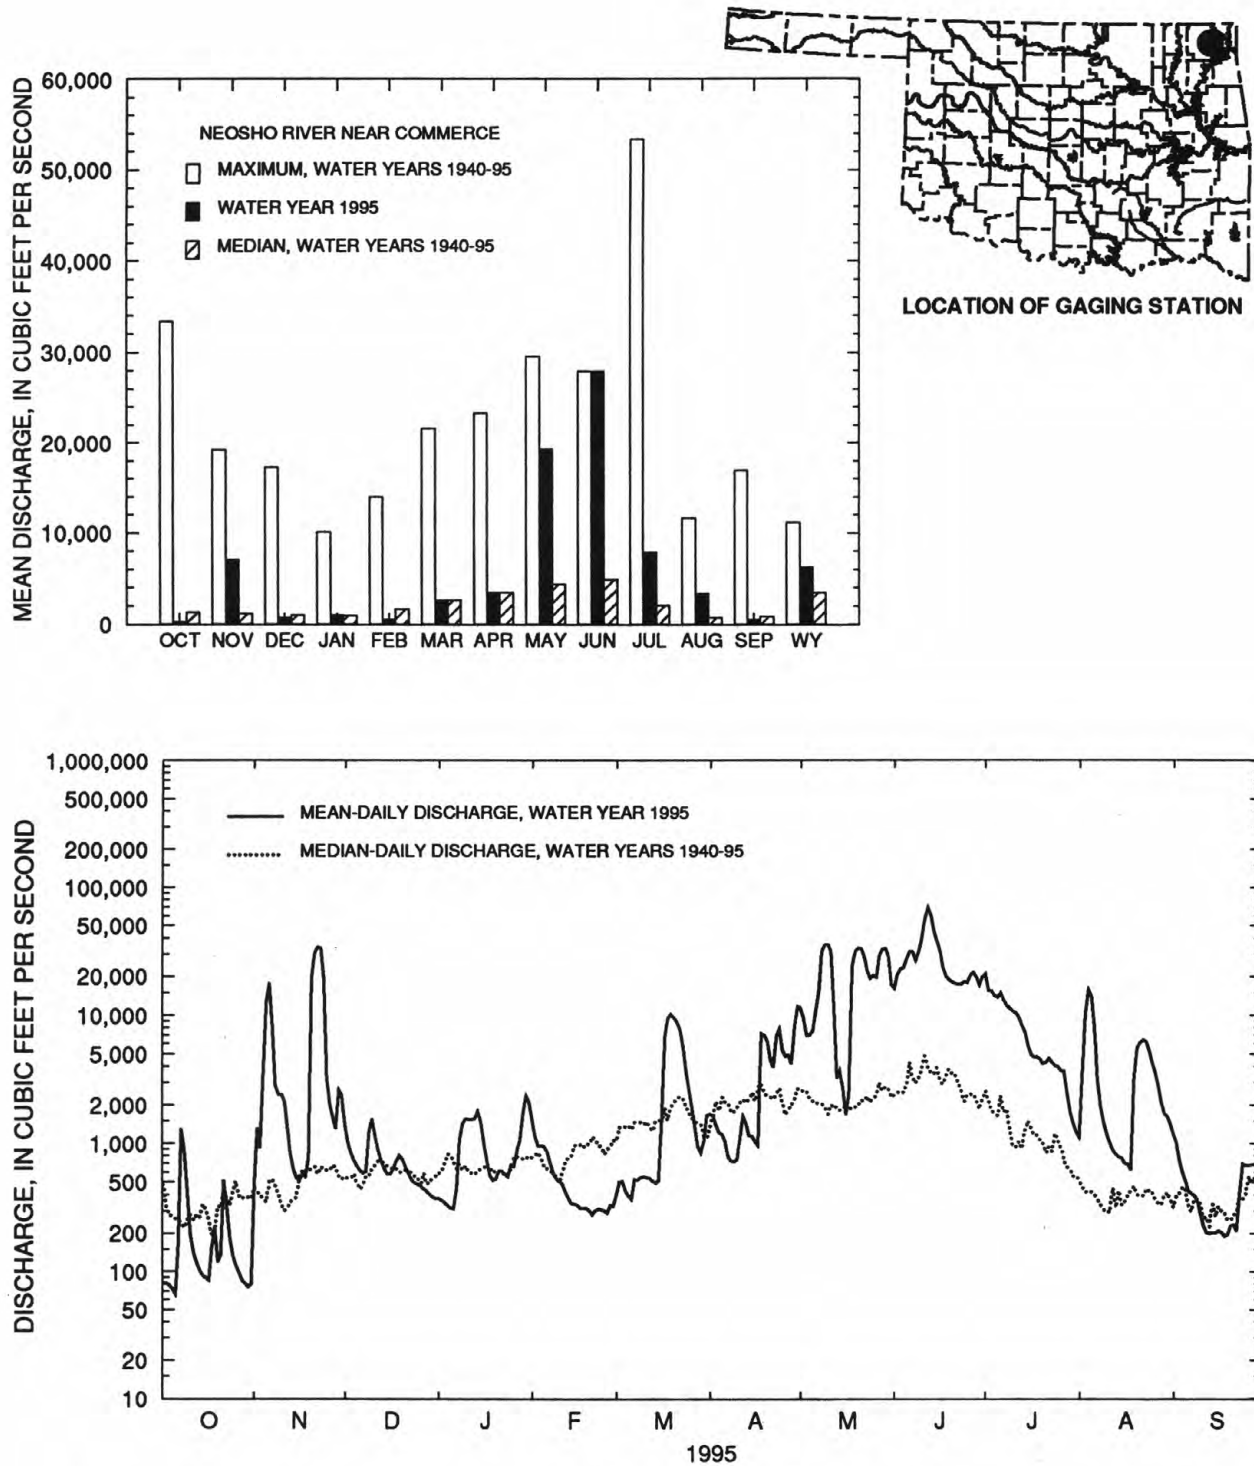 60,000
50,000
40,000
30,000
20,000
10,000
0
MEAN DISCHARGE, IN CUBIC FEET PER SECOND
NEOSHO RIVER NEAR COMMERCE
MAXIMUM, WATER YEARS 1940-95
WATER YEAR 1995
MEDIAN, WATER YEARS 1940-95
OCT NOV DEC JAN FEB MAR APR MAY JUN JUL AUG SEP WY
LOCATION OF GAGING STATION
1,000,000
500,000
200,000
100,000
50,000
20,000
10,000
5,000
2,000
1,000
500
200
100
50
20
10
DISCHARGE, IN CUBIC FEET PER SECOND
MEAN-DAILY DISCHARGE, WATER YEAR 1995
MEDIAN-DAILY DISCHARGE, WATER YEARS 1940-95
O N D J F M A M J J A S
1995